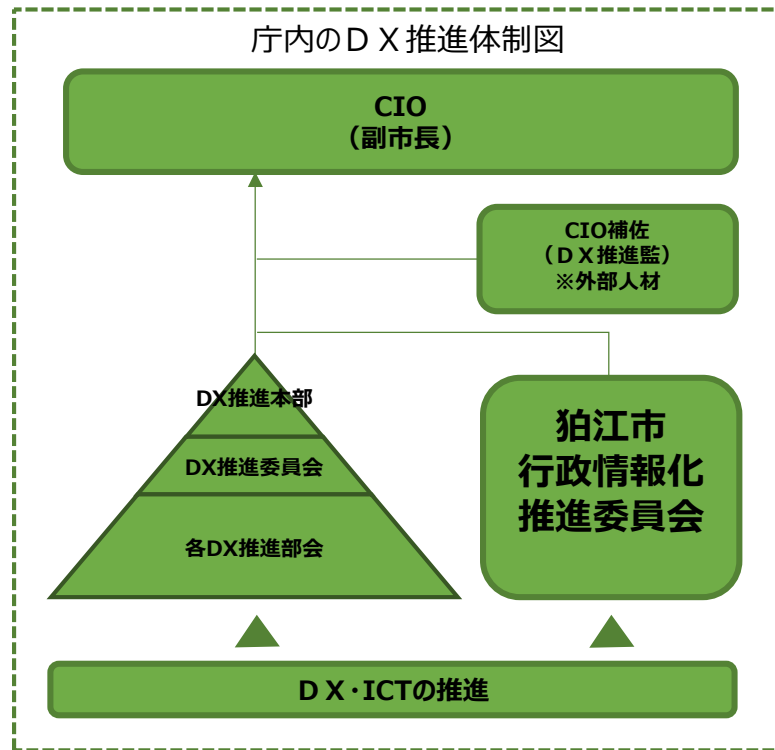 庁内のＤＸ推進体制図
CIO
（副市長）
CIO補佐
（ＤＸ推進監）
※外部人材
DX推進本部
DX推進委員会
各DX推進部会
狛江市
行政情報化
推進委員会
ＤＸ・ICTの推進